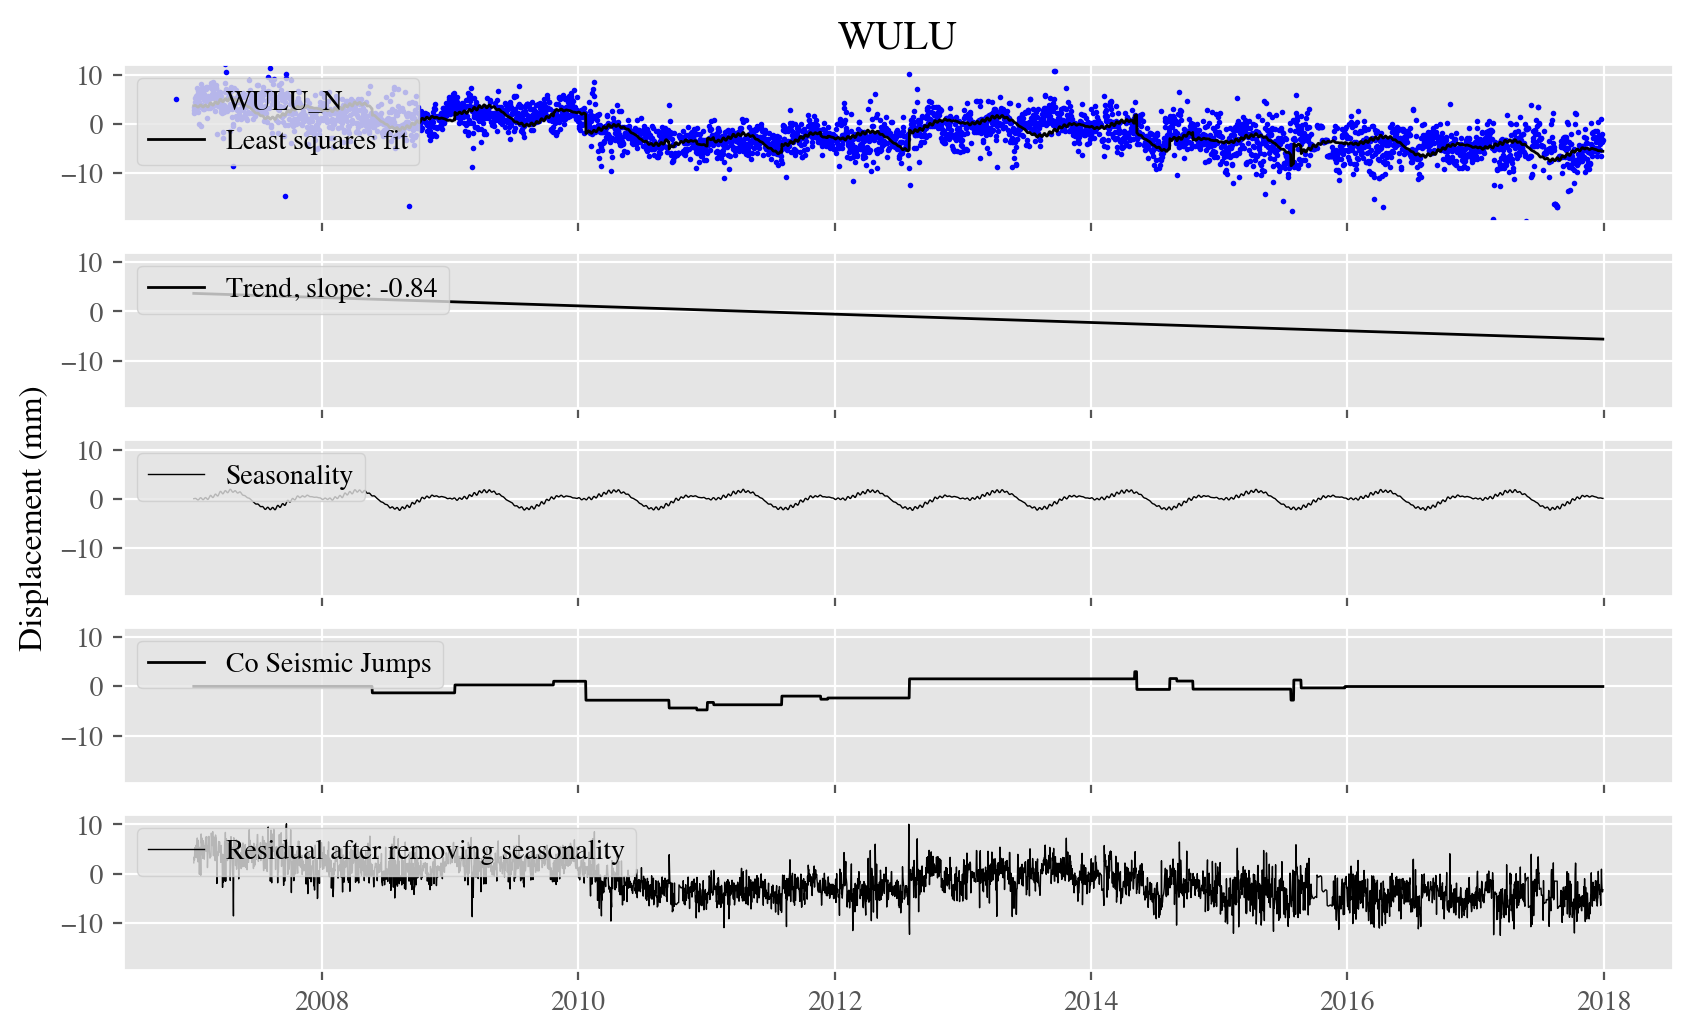 WULU
10
0
−10
WULU_N
Least squares fit
10
0
−10
Trend, slope: -0.84
Displacement (mm)
10
0
−10
Seasonality
10
0
−10
Co Seismic Jumps
10
0
−10
Residual after removing seasonality
2008 2010 2012 2014 2016 2018